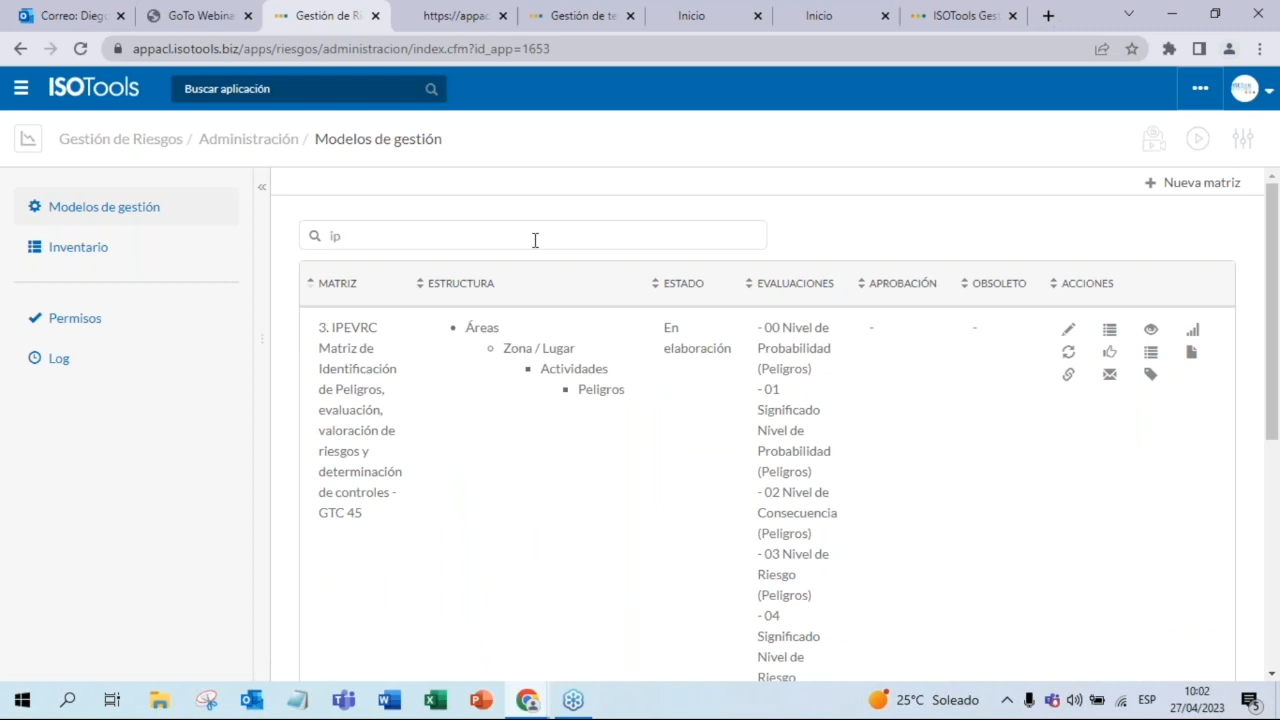 Correo: Dieg
GoTo Webina
Gestión de Ri
https://appac
Gestión de te
Inicio
Inicio
ISOTools Gest
appacl.isotools.biz/apps/riesgos/administracion/index.cfm?id_app=1653
ISOTools
Buscar aplicación
Gestión de Riesgos / Administración / Modelos de gestión
Modelos de gestión
Inventario
Permisos
Log
+ Nueva matriz
ip
MATRIZ
ESTRUCTURA
ESTADO
EVALUACIONES
APROBACIÓN
OBSOLETO
ACCIONES
3. IPEVRC
Matriz de
Identificación
de Peligros,
evaluación,
valoración de
riesgos y
determinación
de controles -
GTC 45
Áreas
Zona / Lugar
Actividades
Peligros
En
elaboración
- 00 Nivel de
Probabilidad
(Peligros)
- 01
Significado
Nivel de
Probabilidad
(Peligros)
- 02 Nivel de
Consecuencia
(Peligros)
- 03 Nivel de
Riesgo
(Peligros)
- 04
Significado
Nivel de
Riesgo
-
-
25°C Soleado
ESP
10:02
27/04/2023
5